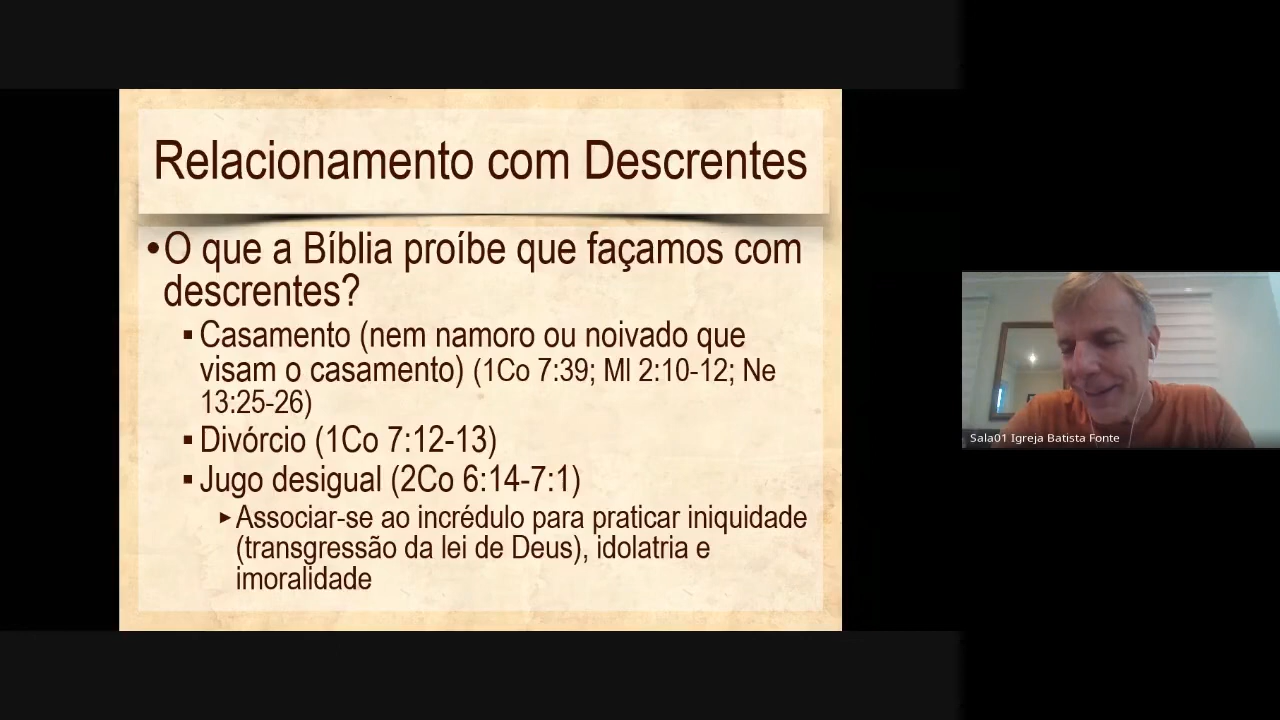 Relacionamento com Descrentes
•O que a Bíblia proíbe que façamos com
descrentes?
▪ Casamento (nem namoro ou noivado que
visam o casamento) (1Co 7:39; Ml 2:10-12; Ne
13:25-26)
▪ Divórcio (1Co 7:12-13)
▪ Jugo desigual (2Co 6:14-7:1)
▸Associar-se ao incrédulo para praticar iniquidade
(transgressão da lei de Deus), idolatria e
imoralidade
Sala01 Igreja Batista Fonte